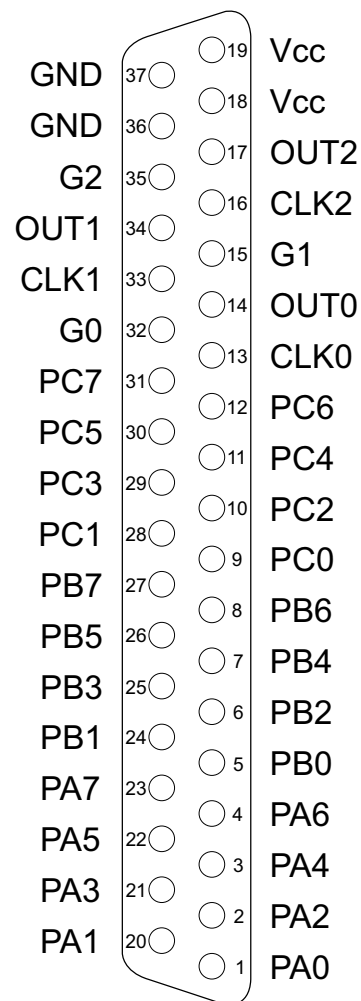 19 Vcc
GND 37
18 Vcc
GND 36
17 OUT2
G2 35
16 CLK2
OUT1 34
15 G1
CLK1 33
14 OUT0
G0 32
13 CLK0
PC7 31
12 PC6
PC5 30
11 PC4
PC3 29
10 PC2
PC1 28
9 PC0
PB7 27
8 PB6
PB5 26
7 PB4
PB3 25
6 PB2
PB1 24
5 PB0
PA7 23
4 PA6
PA5 22
3 PA4
PA3 21
2 PA2
PA1 20
1 PA0